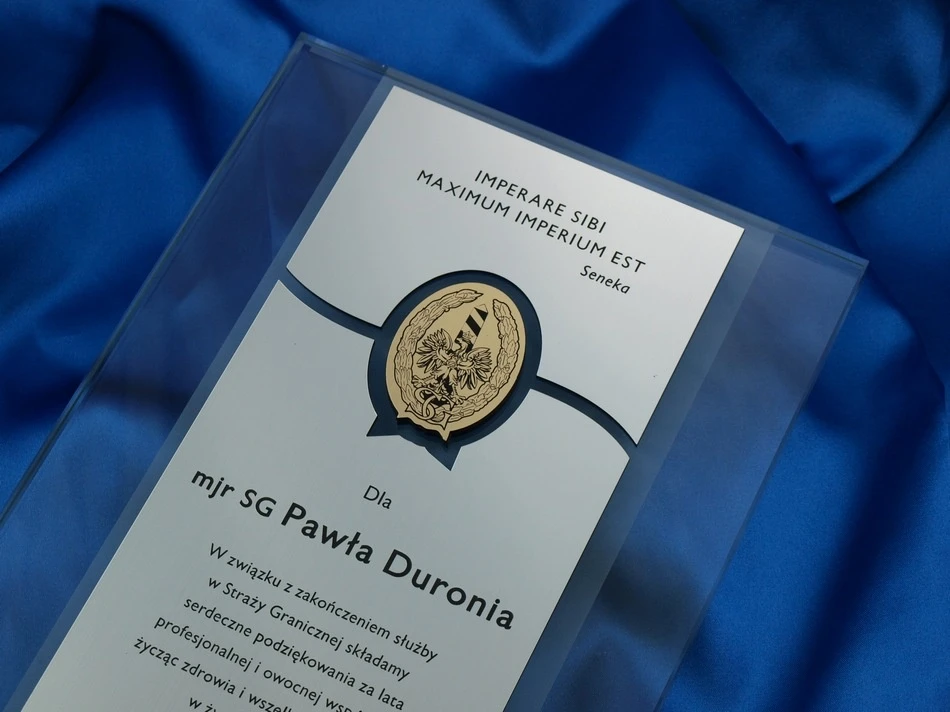 IMPERARE SIBI
MAXIMUM IMPERIUM EST
Seneka
Dla
mjr SG Pawła Duronia
W związku z zakończeniem służby
w Straży Granicznej składamy
serdeczne podziękowania za lata
profesjonalnej i owocnej
życząc zdrowia i
w